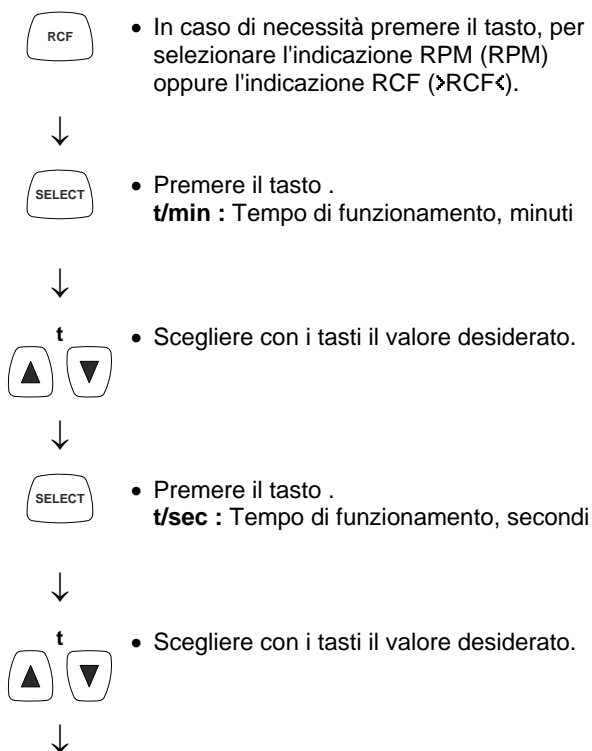 RCF
• In caso di necessità premere il tasto, per
selezionare l'indicazione RPM (RPM)
oppure l'indicazione RCF (>RCF<).
↓
SELECT
• Premere il tasto .
t/min : Tempo di funzionamento, minuti
↓
t
▲ ▼
• Scegliere con i tasti il valore desiderato.
↓
SELECT
• Premere il tasto .
t/sec : Tempo di funzionamento, secondi
↓
t
▲ ▼
• Scegliere con i tasti il valore desiderato.
↓